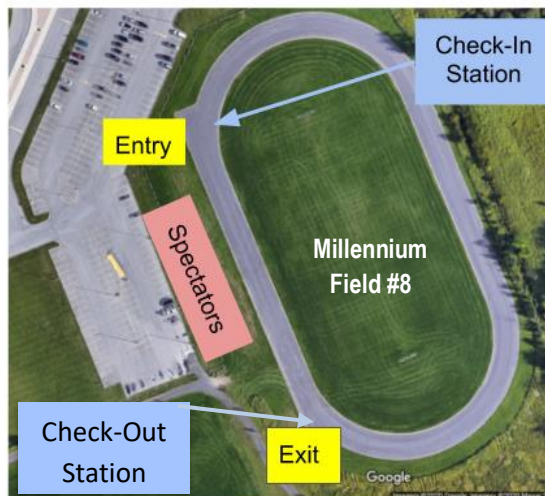 Check-In
Station
Entry
Spectators
Millennium
Field #8
Check-Out
Station
Exit
Google